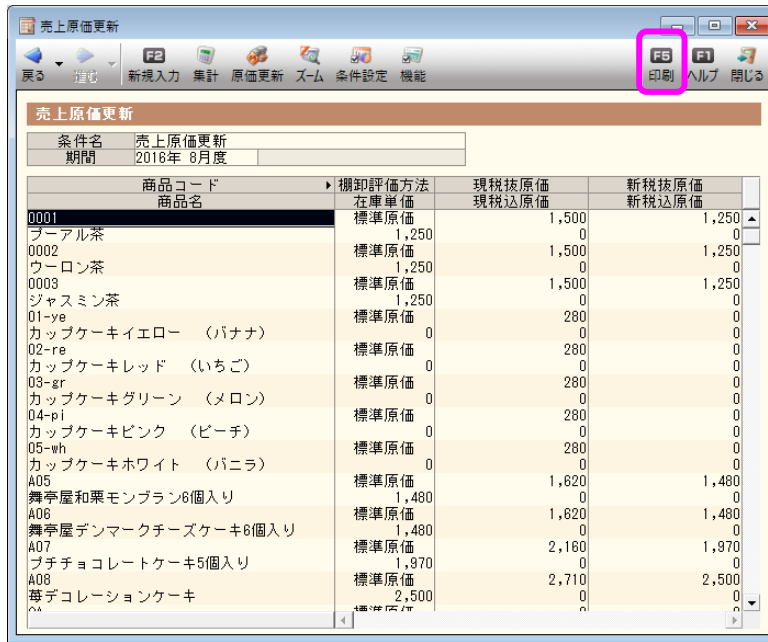 売上原価更新
戻る 進む F2 新規入力 集計 原価更新 ズーム 条件設定 機能 F5 印刷 F1 ヘルプ 閉じる
売上原価更新
条件名 売上原価更新
期間 2016年 8月度
商品コード 棚卸評価方法 現税抜原価 新税抜原価
商品名 在庫単価 現税込原価 新税込原価
0001 標準原価 1,500 1,250
プーアル茶 1,250 0 0
0002 標準原価 1,500 1,250
ウーロン茶 1,250 0 0
0003 標準原価 1,500 1,250
ジャスミン茶 1,250 0 0
01-ye 標準原価 280 0
カップケーキイエロー （バナナ） 0 0 0
02-re 標準原価 280 0
カップケーキレッド （いちご） 0 0 0
03-gr 標準原価 280 0
カップケーキグリーン （メロン） 0 0 0
04-pi 標準原価 280 0
カップケーキピンク （ピーチ） 0 0 0
05-wh 標準原価 280 0
カップケーキホワイト （バニラ） 0 0 0
A05 標準原価 1,620 1,480
舞亭屋和栗モンブラン6個入り 1,480 0 0
A06 標準原価 1,620 1,480
舞亭屋デンマークチーズケーキ6個入り 1,480 0 0
A07 標準原価 2,160 1,970
プチチョコレートケーキ5個入り 1,970 0 0
A08 標準原価 2,710 2,500
苺デコレーションケーキ 2,500 0 0